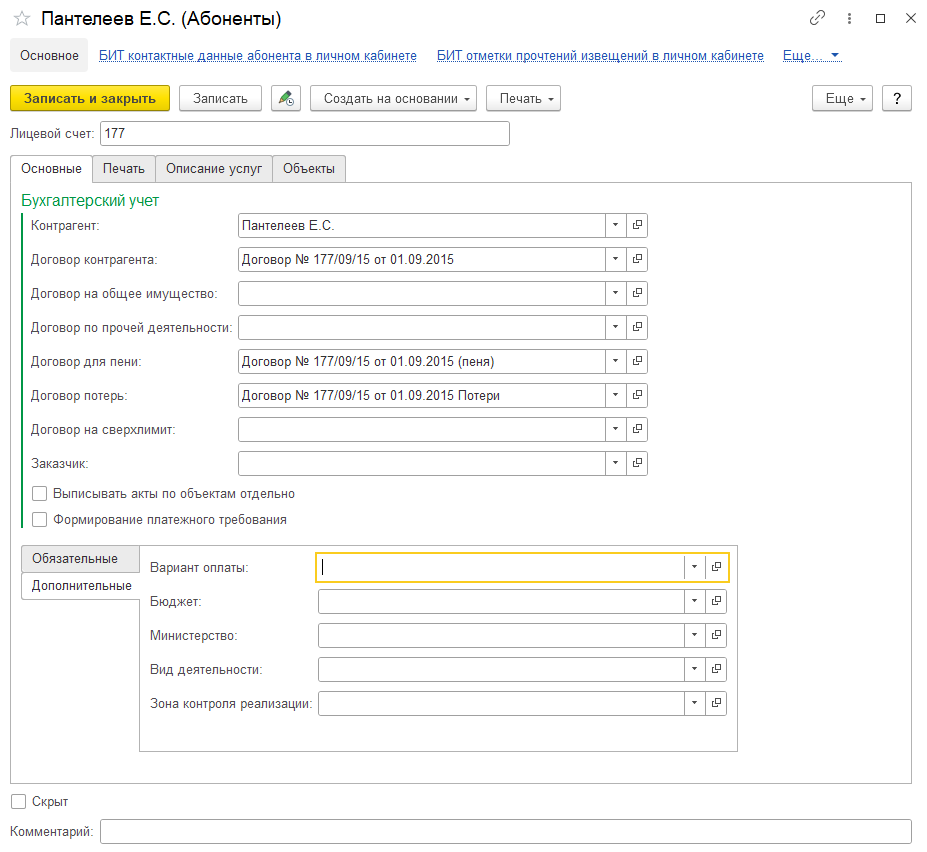 Пантелеев Е.С. (Абоненты)
Основное БИТ контактные данные абонента в личном кабинете БИТ отметки прочтений извещений в личном кабинете Еще...
Записать и закрыть Записать Создать на основании Печать Еще ?
Лицевой счет: 177
Основные Печать Описание услуг Объекты
Бухгалтерский учет
Контрагент: Пантелеев Е.С.
Договор контрагента: Договор № 177/09/15 от 01.09.2015
Договор на общее имущество:
Договор по прочей деятельности:
Договор для пени: Договор № 177/09/15 от 01.09.2015 (пеня)
Договор потерь: Договор № 177/09/15 от 01.09.2015 Потери
Договор на сверхлимит:
Заказчик:
Выписывать акты по объектам отдельно
Формирование платежного требования
Обязательные
Дополнительные
Вариант оплаты:
Бюджет:
Министерство:
Вид деятельности:
Зона контроля реализации:
Скрыт
Комментарий: